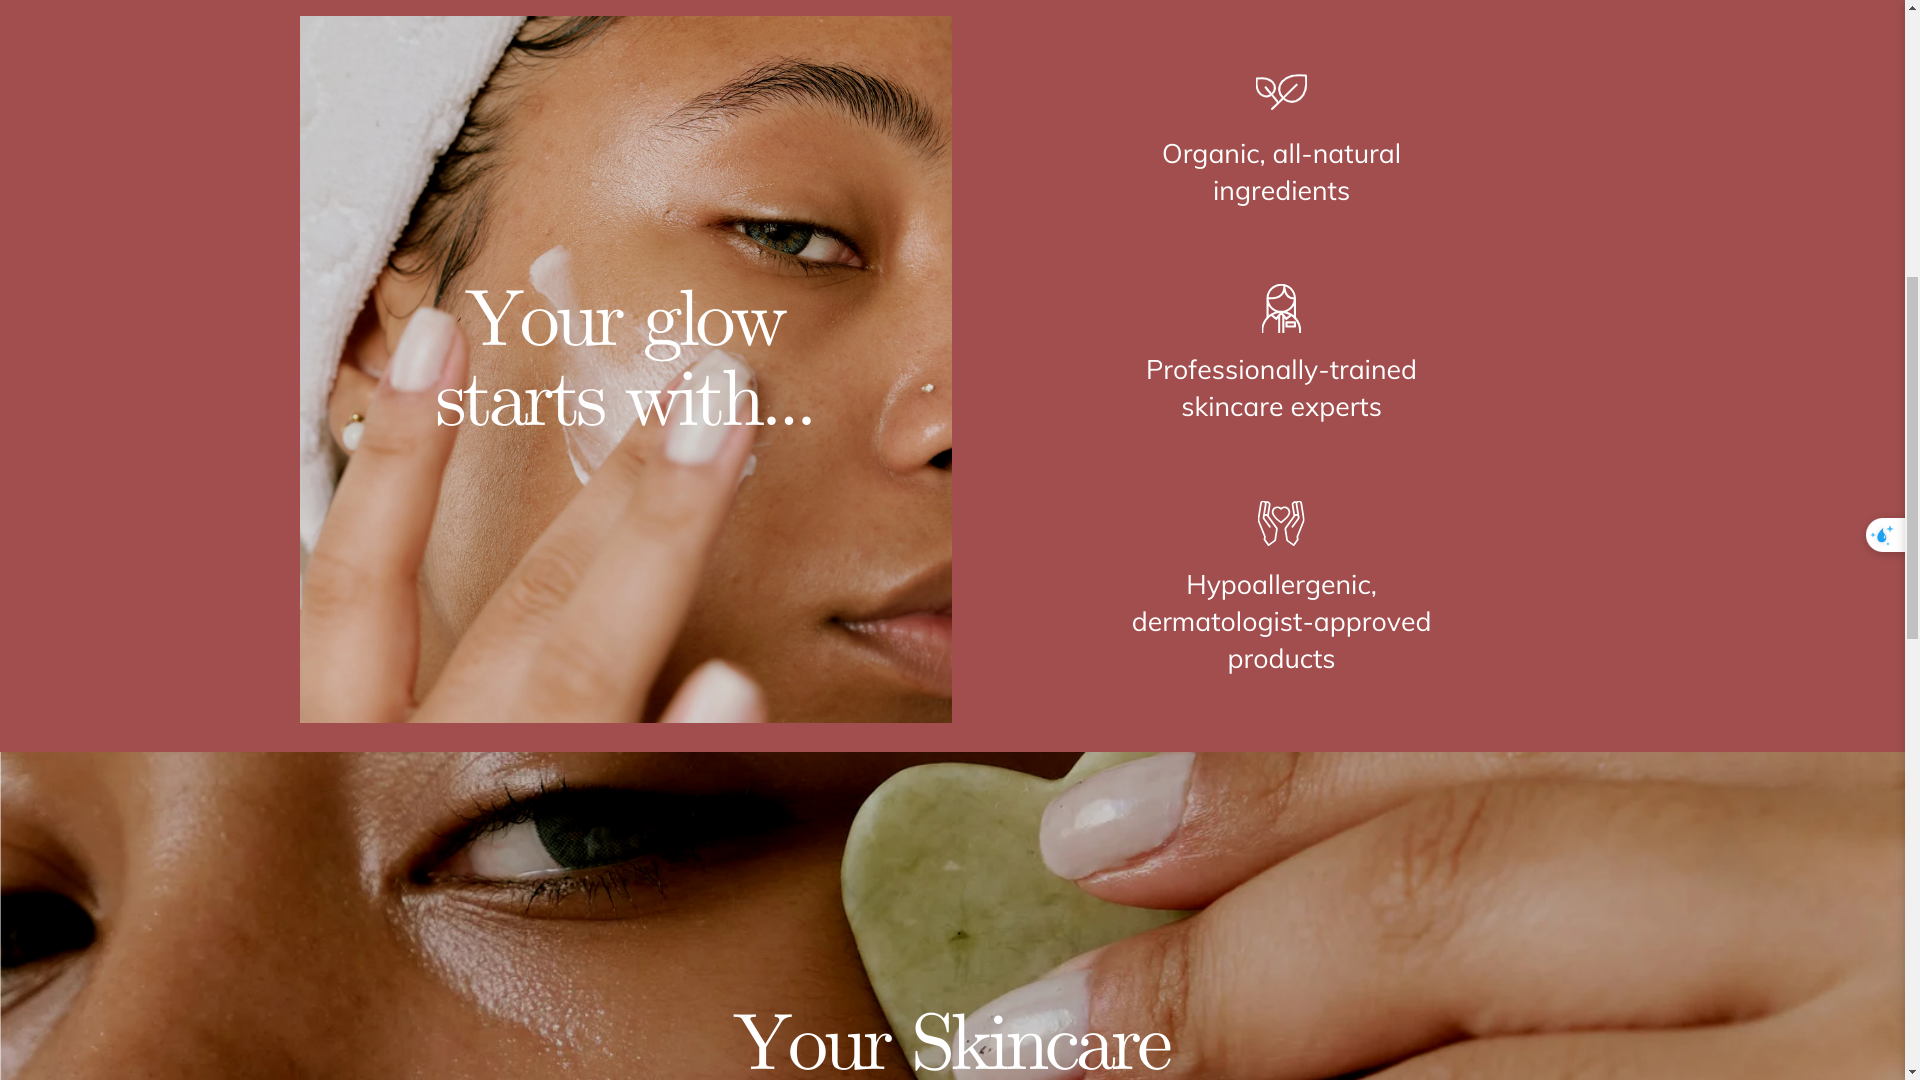 Your glow
starts with...
Organic, all-natural
ingredients
Professionally-trained
skincare experts
Hypoallergenic,
dermatologist-approved
products
Your Skincare